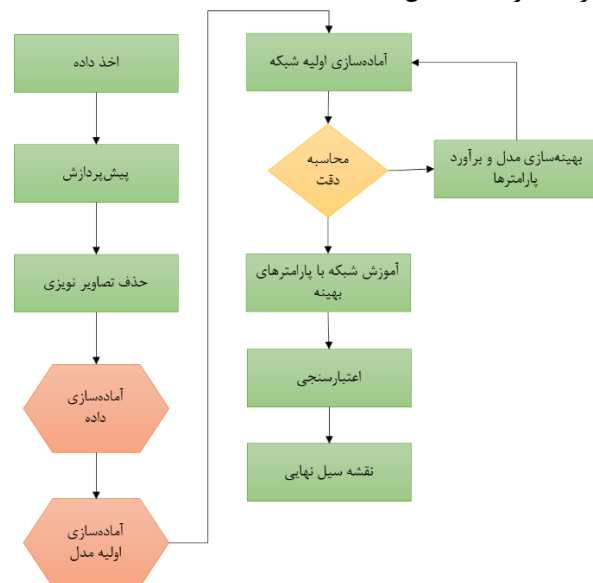 اخذ داده
پیش‌پردازش
حذف تصاویر نویزی
آماده‌سازی
داده
آماده‌سازی
اولیه مدل
آماده‌سازی اولیه شبکه
محاسبه
دقت
بهینه‌سازی مدل و برآورد
پارامترها
آموزش شبکه با پارامترهای
بهینه
اعتبارسنجی
نقشه سیل نهایی